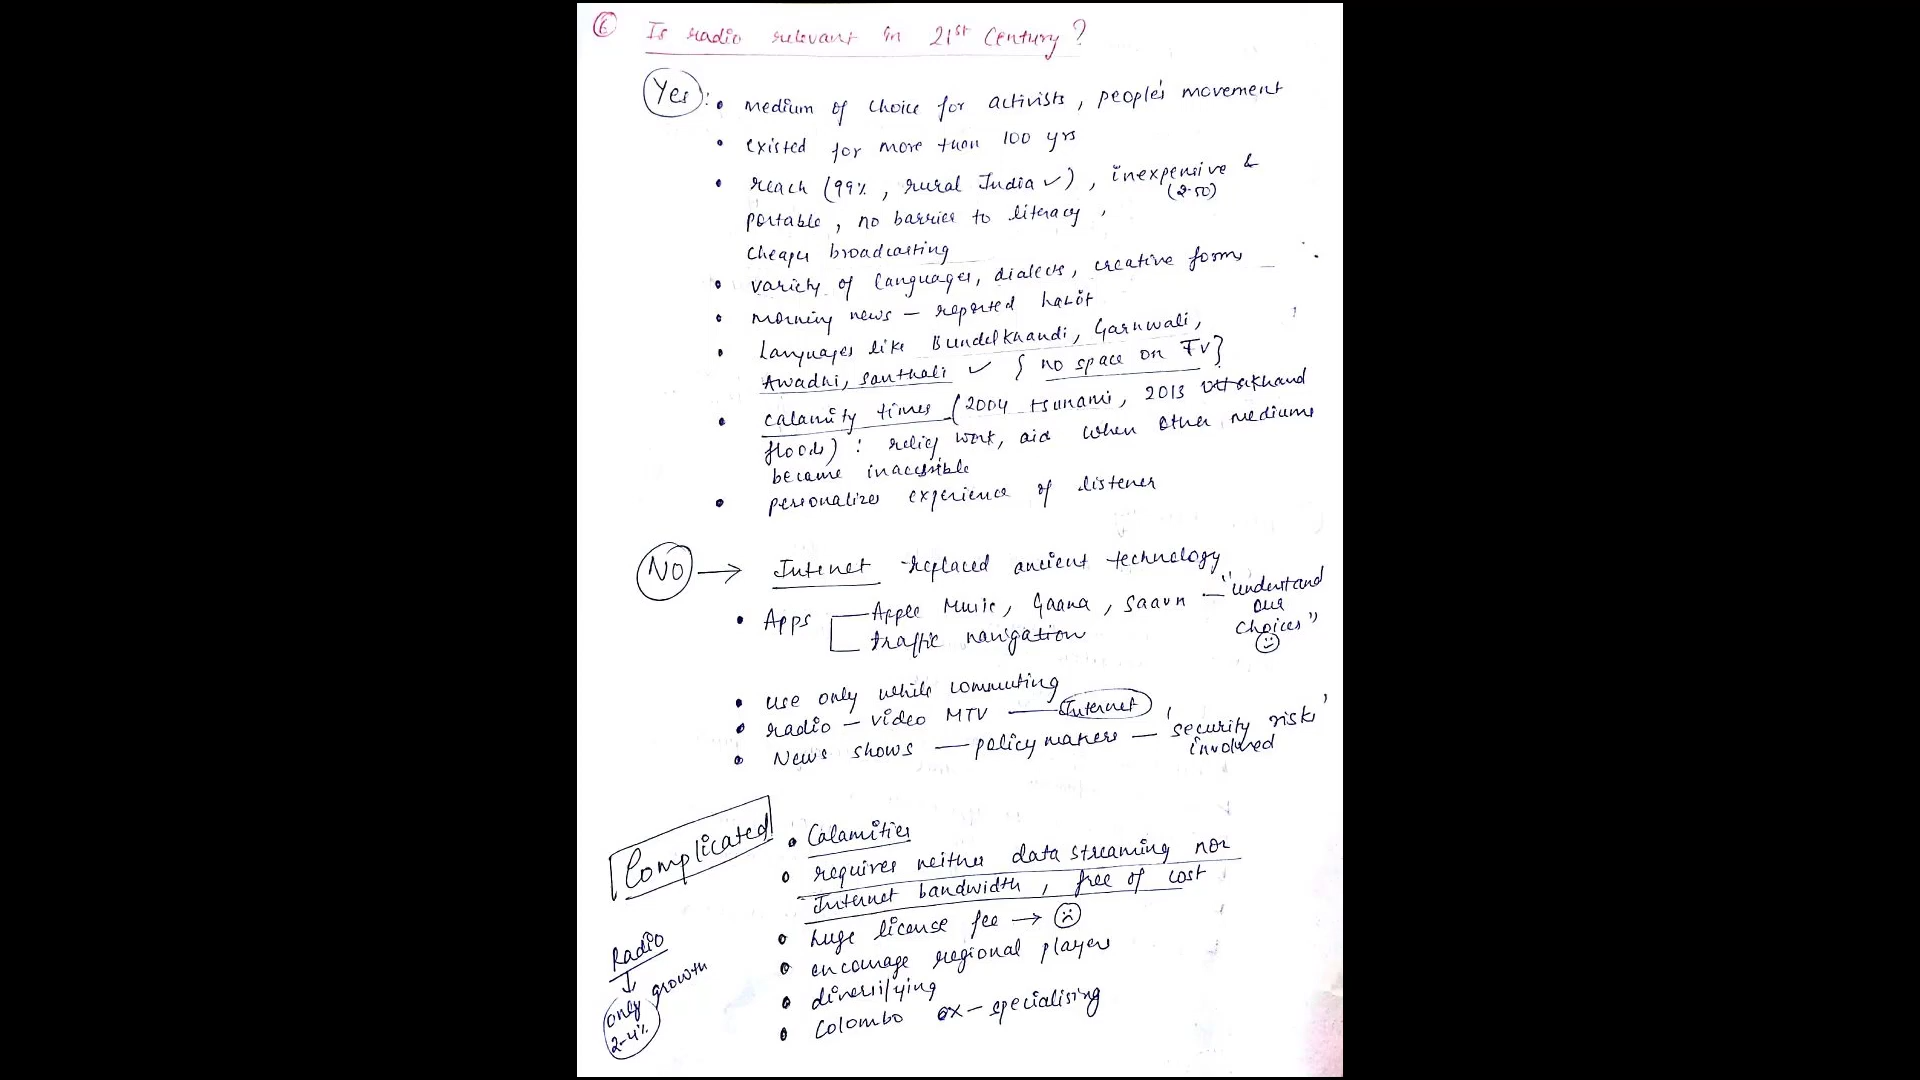 6 Is radio relevant in 21st Century?
Yes : • medium of choice for activists, people's movement
• existed for more than 100 yrs
• reach (99%, rural India ✓), inexpensive &
portable, no barrier to literacy,
cheaper broadcasting
• variety of languages, dialects, creative forms
• morning news – reported habit
• Languages like Bundelkhandi, Garhwali,
Awadhi, Santhali ✓ { no space on TV }
• calamity times (2004 tsunami, 2013 Uttrakhand
floods) : relief work, aid when other mediums
became inaccessible
• personalizes experience of listener
NO → Internet replaced ancient technology
• Apps Apple Music, Gaana, Saavn – "understand
our
choices" ☺
traffic navigation
• use only while commuting
• radio – video MTV — Internet
• News shows — policy makers — 'security risks'
involved
Complicated
• Calamities
• requires neither data streaming nor
Internet bandwidth, free of cost
• huge license fee → ☹
• encourage regional players
• diversifying
• Colombo ex – specialising
Radio
↓
only growth
2-4%